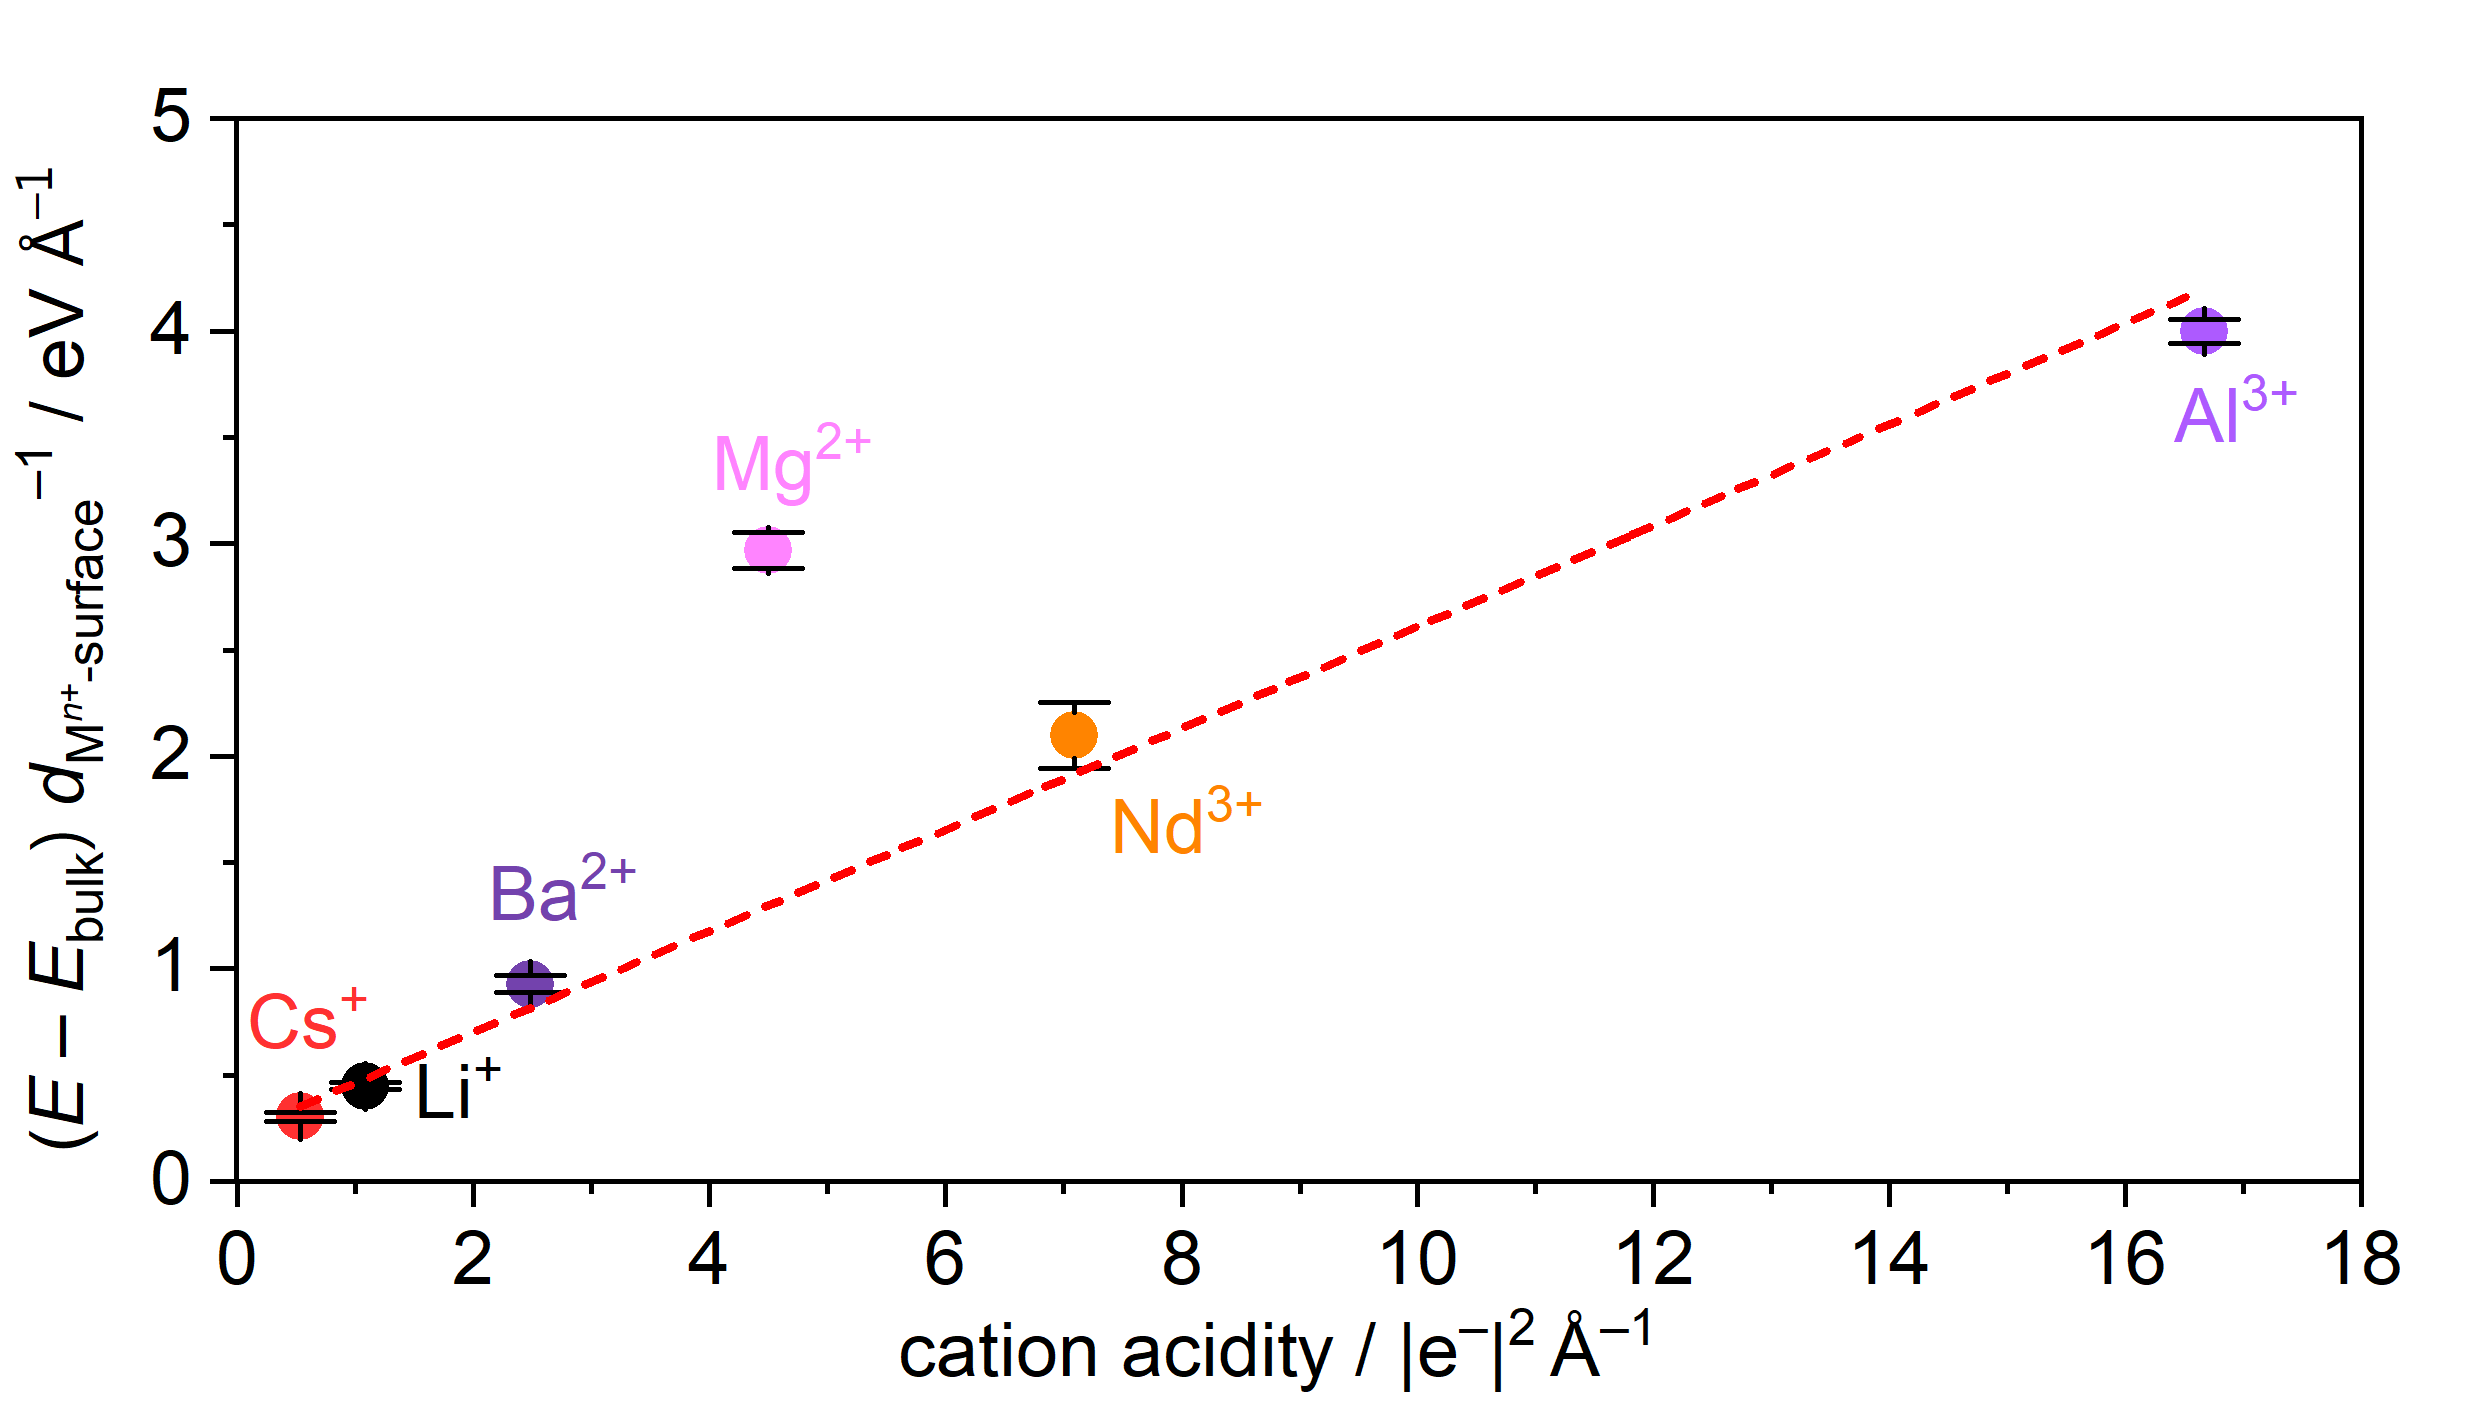 5
4
3
2
1
0
(E – E_bulk) d_Mⁿ⁺-surface⁻¹ / eV Å⁻¹
Mg²⁺
Al³⁺
Nd³⁺
Ba²⁺
Cs⁺
Li⁺
0 2 4 6 8 10 12 14 16 18
cation acidity / |e⁻|² Å⁻¹